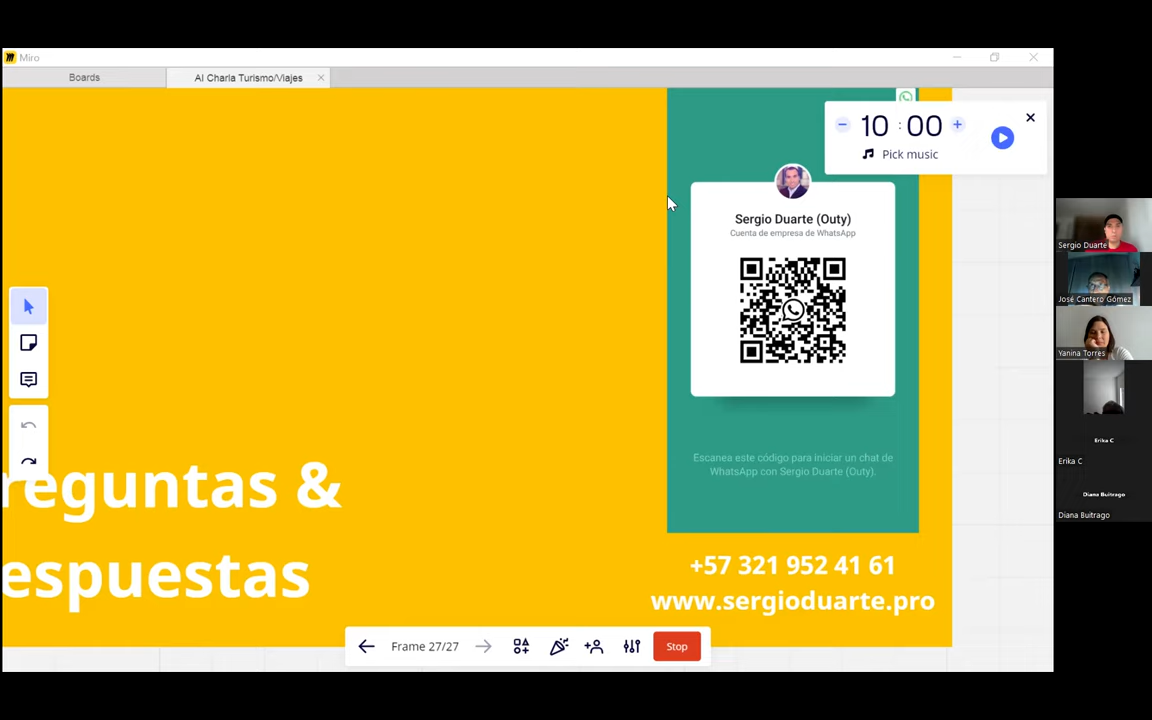 Miro
Boards
AI Charla Turismo/Viajes
10 : 00
Pick music
Sergio Duarte (Outy)
Cuenta de empresa de WhatsApp
Escanea este código para iniciar un chat de
WhatsApp con Sergio Duarte (Outy).
reguntas &
espuestas
+57 321 952 41 61
www.sergioduarte.pro
Frame 27/27
Stop
Sergio Duarte
José Cantero Gómez
Yanina Torres
Erika C
Erika C
Diana Buitrago
Diana Buitrago